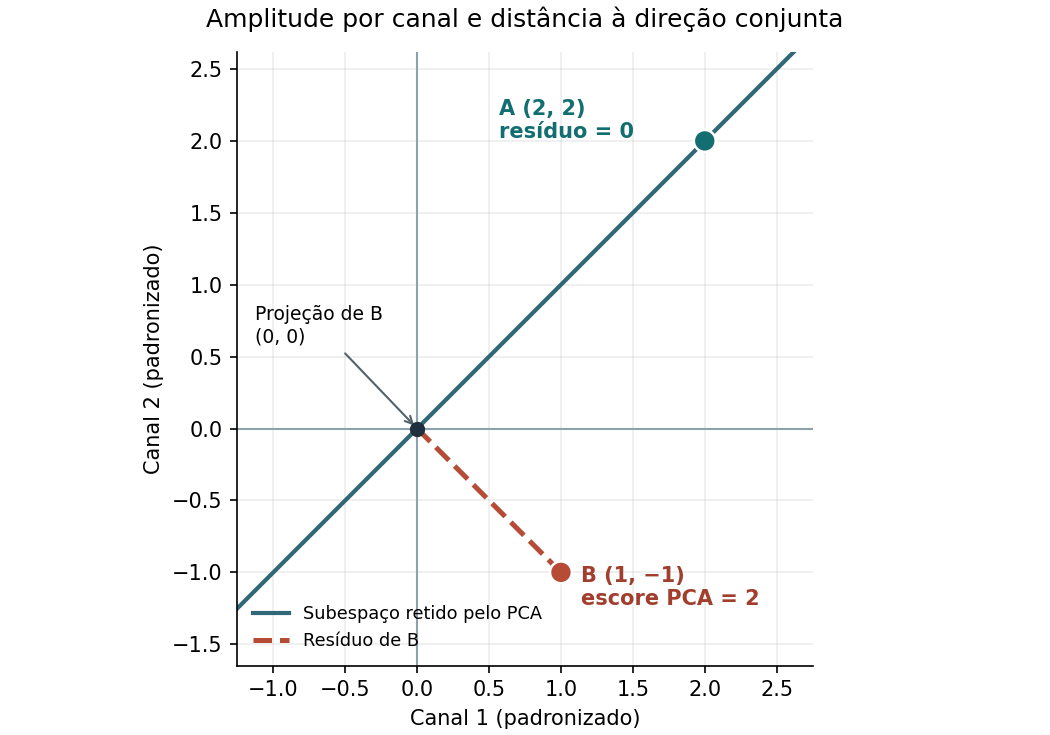 Amplitude por canal e distância à direção conjunta
2.5
2.0
1.5
1.0
0.5
0.0
−0.5
−1.0
−1.5
Canal 2 (padronizado)
A (2, 2)
resíduo = 0
Projeção de B
(0, 0)
B (1, −1)
escore PCA = 2
Subespaço retido pelo PCA
Resíduo de B
−1.0
−0.5
0.0
0.5
1.0
1.5
2.0
2.5
Canal 1 (padronizado)